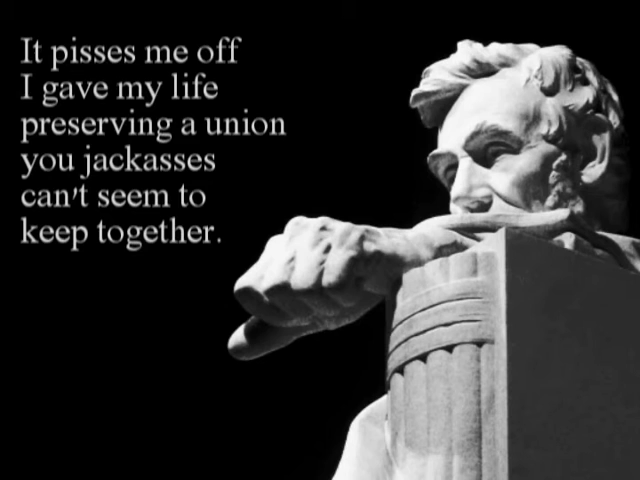 It pisses me off
I gave my life
preserving a union
you jackasses
can't seem to
keep together.